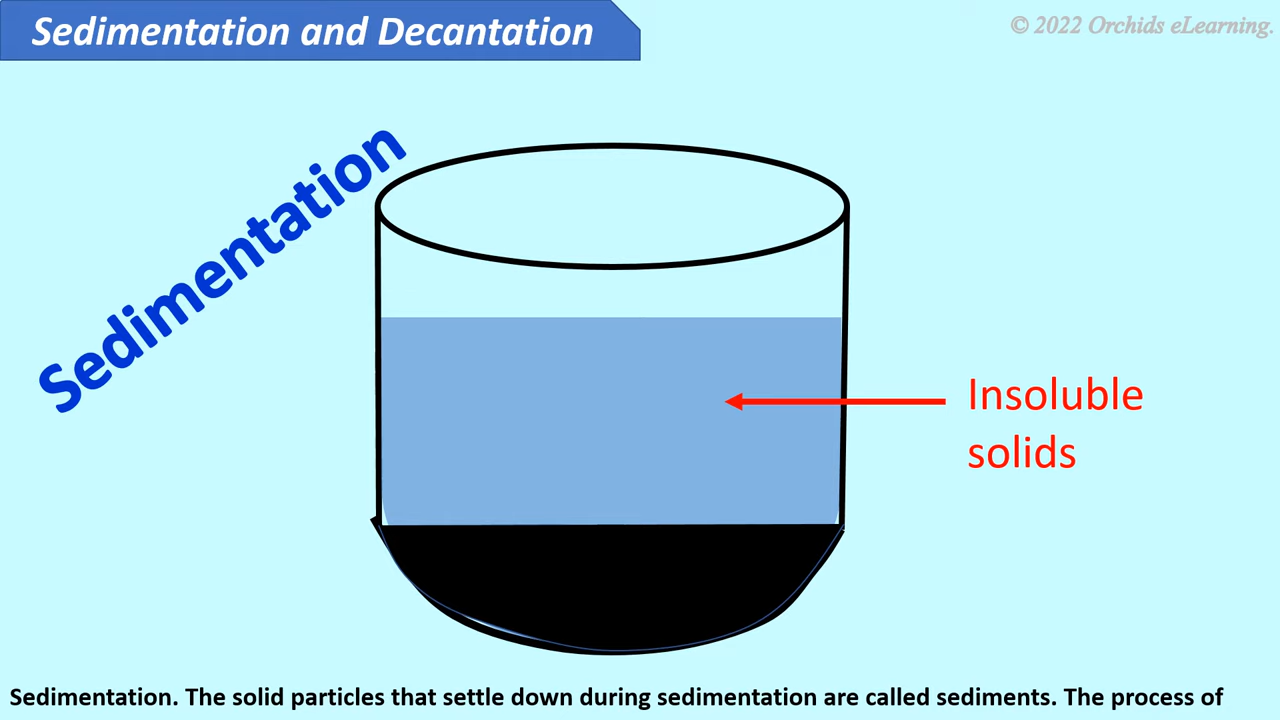 Sedimentation and Decantation
© 2022 Orchids eLearning.
Sedimentation
Insoluble
solids
Sedimentation. The solid particles that settle down during sedimentation are called sediments. The process of